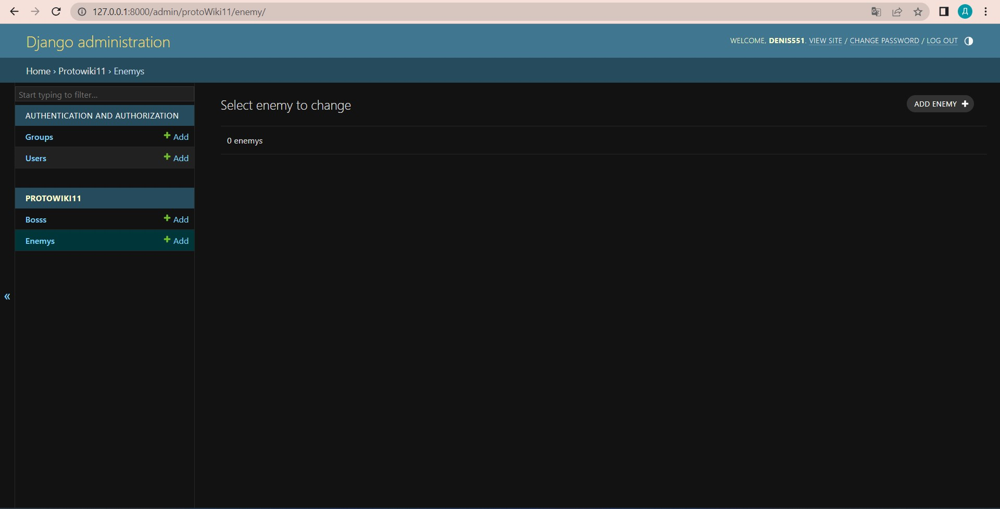 127.0.0.1:8000/admin/protoWiki11/enemy/
Д
Django administration
WELCOME, DENIS551. VIEW SITE / CHANGE PASSWORD / LOG OUT
Home › Protowiki11 › Enemys
Start typing to filter...
AUTHENTICATION AND AUTHORIZATION
Groups + Add
Users + Add
PROTOWIKI11
Bosss + Add
Enemys + Add
«
Select enemy to change
ADD ENEMY +
0 enemys